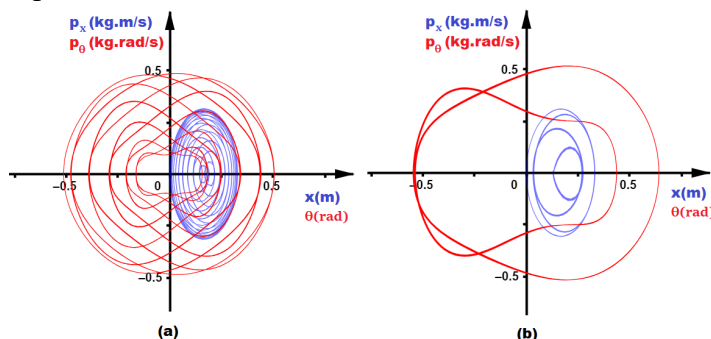 p_x (kg.m/s)
p_θ (kg.rad/s)
0.5
−0.5
0
0.5
x(m)
θ(rad)
−0.5
(a)
p_x (kg.m/s)
p_θ (kg.rad/s)
0.5
−0.5
0
0.5
x(m)
θ(rad)
−0.5
(b)